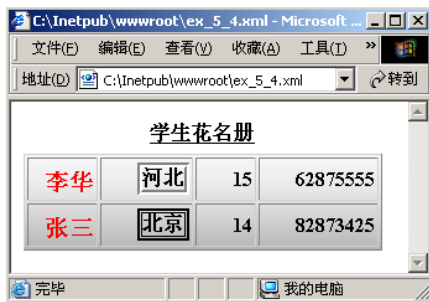 C:\Inetpub\wwwroot\ex_5_4.xml - Microsoft ...
文件(F) 编辑(E) 查看(V) 收藏(A) 工具(T) »
地址(D) C:\Inetpub\wwwroot\ex_5_4.xml 转到
学生花名册
李华 河北 15 62875555
张三 北京 14 82873425
完毕 我的电脑